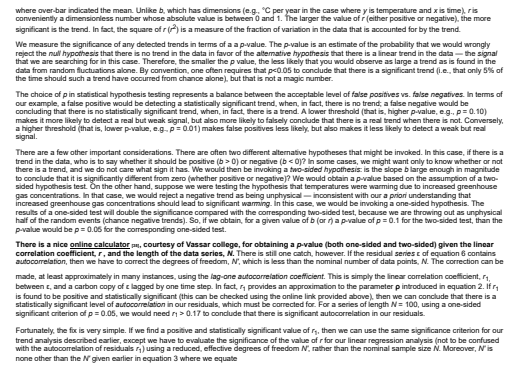 where over-bar indicated the mean. Unlike b, which has dimensions (e.g., °C per year in the case where y is temperature and x is time), r is
conveniently a dimensionless number whose absolute value is between 0 and 1. The larger the value of r (either positive or negative), the more
significant is the trend. In fact, the square of r (r²) is a measure of the fraction of variation in the data that is accounted for by the trend.
We measure the significance of any detected trends in terms of a p-value. The p-value is an estimate of the probability that we would wrongly
reject the null hypothesis that there is no trend in the data in favor of the alternative hypothesis that there is a linear trend in the data — the signal
that we are searching for in this case. Therefore, the smaller the p value, the less likely that you would observe as large a trend as is found in the
data from random fluctuations alone. By convention, one often requires that p<0.05 to conclude that there is a significant trend (i.e., that only 5% of
the time should such a trend have occurred from chance alone), but that is not a magic number.
The choice of p in statistical hypothesis testing represents a balance between the acceptable level of false positives vs. false negatives. In terms of
our example, a false positive would be detecting a statistically significant trend, when, in fact, there is no trend; a false negative would be
concluding that there is no statistically significant trend, when, in fact, there is a trend. A lower threshold (that is, higher p-value, e.g., p = 0.10)
makes it more likely to detect a real but weak signal, but also more likely to falsely conclude that there is a real trend when there is not. Conversely,
a higher threshold (that is, lower p-value, e.g., p = 0.01) makes false positives less likely, but also makes it less likely to detect a weak but real
signal.
There are a few other important considerations. There are often two different alternative hypotheses that might be invoked. In this case, if there is a
trend in the data, who is to say whether it should be positive (b > 0) or negative (b < 0)? In some cases, we might want only to know whether or not
there is a trend, and we do not care what sign it has. We would then be invoking a two-sided hypothesis: is the slope b large enough in magnitude
to conclude that it is significantly different from zero (whether positive or negative)? We would obtain a p-value based on the assumption of a two-
sided hypothesis test. On the other hand, suppose we were testing the hypothesis that temperatures were warming due to increased greenhouse
gas concentrations. In that case, we would reject a negative trend as being unphysical — inconsistent with our a priori understanding that
increased greenhouse gas concentrations should lead to significant warming. In this case, we would be invoking a one-sided hypothesis. The
results of a one-sided test will double the significance compared with the corresponding two-sided test, because we are throwing out as unphysical
half of the random events (chance negative trends). So, if we obtain, for a given value of b (or r) a p-value of p = 0.1 for the two-sided test, then the
p-value would be p = 0.05 for the corresponding one-sided test.
There is a nice online calculator [20], courtesy of Vassar college, for obtaining a p-value (both one-sided and two-sided) given the linear
correlation coefficient, r , and the length of the data series, N. There is still one catch, however. If the residual series ε of equation 6 contains
autocorrelation, then we have to correct the degrees of freedom, N', which is less than the nominal number of data points, N. The correction can be
made, at least approximately in many instances, using the lag-one autocorrelation coefficient. This is simply the linear correlation coefficient, r₁
between ε, and a carbon copy of ε lagged by one time step. In fact, r₁ provides an approximation to the parameter ρ introduced in equation 2. If r₁
is found to be positive and statistically significant (this can be checked using the online link provided above), then we can conclude that there is a
statistically significant level of autocorrelation in our residuals, which must be corrected for. For a series of length N = 100, using a one-sided
significant criterion of p = 0.05, we would need r₁ > 0.17 to conclude that there is significant autocorrelation in our residuals.
Fortunately, the fix is very simple. If we find a positive and statistically significant value of r₁, then we can use the same significance criterion for our
trend analysis described earlier, except we have to evaluate the significance of the value of r for our linear regression analysis (not to be confused
with the autocorrelation of residuals r₁) using a reduced, effective degrees of freedom N', rather than the nominal sample size N. Moreover, N' is
none other than the N' given earlier in equation 3 where we equate